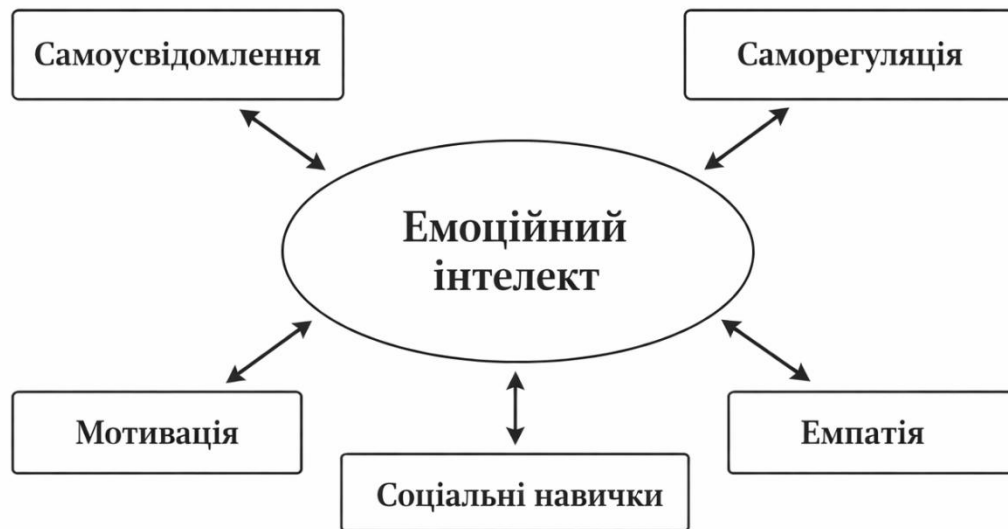 Самоусвідомлення
Саморегуляція
Емоційний
інтелект
Мотивація
Емпатія
Соціальні навички